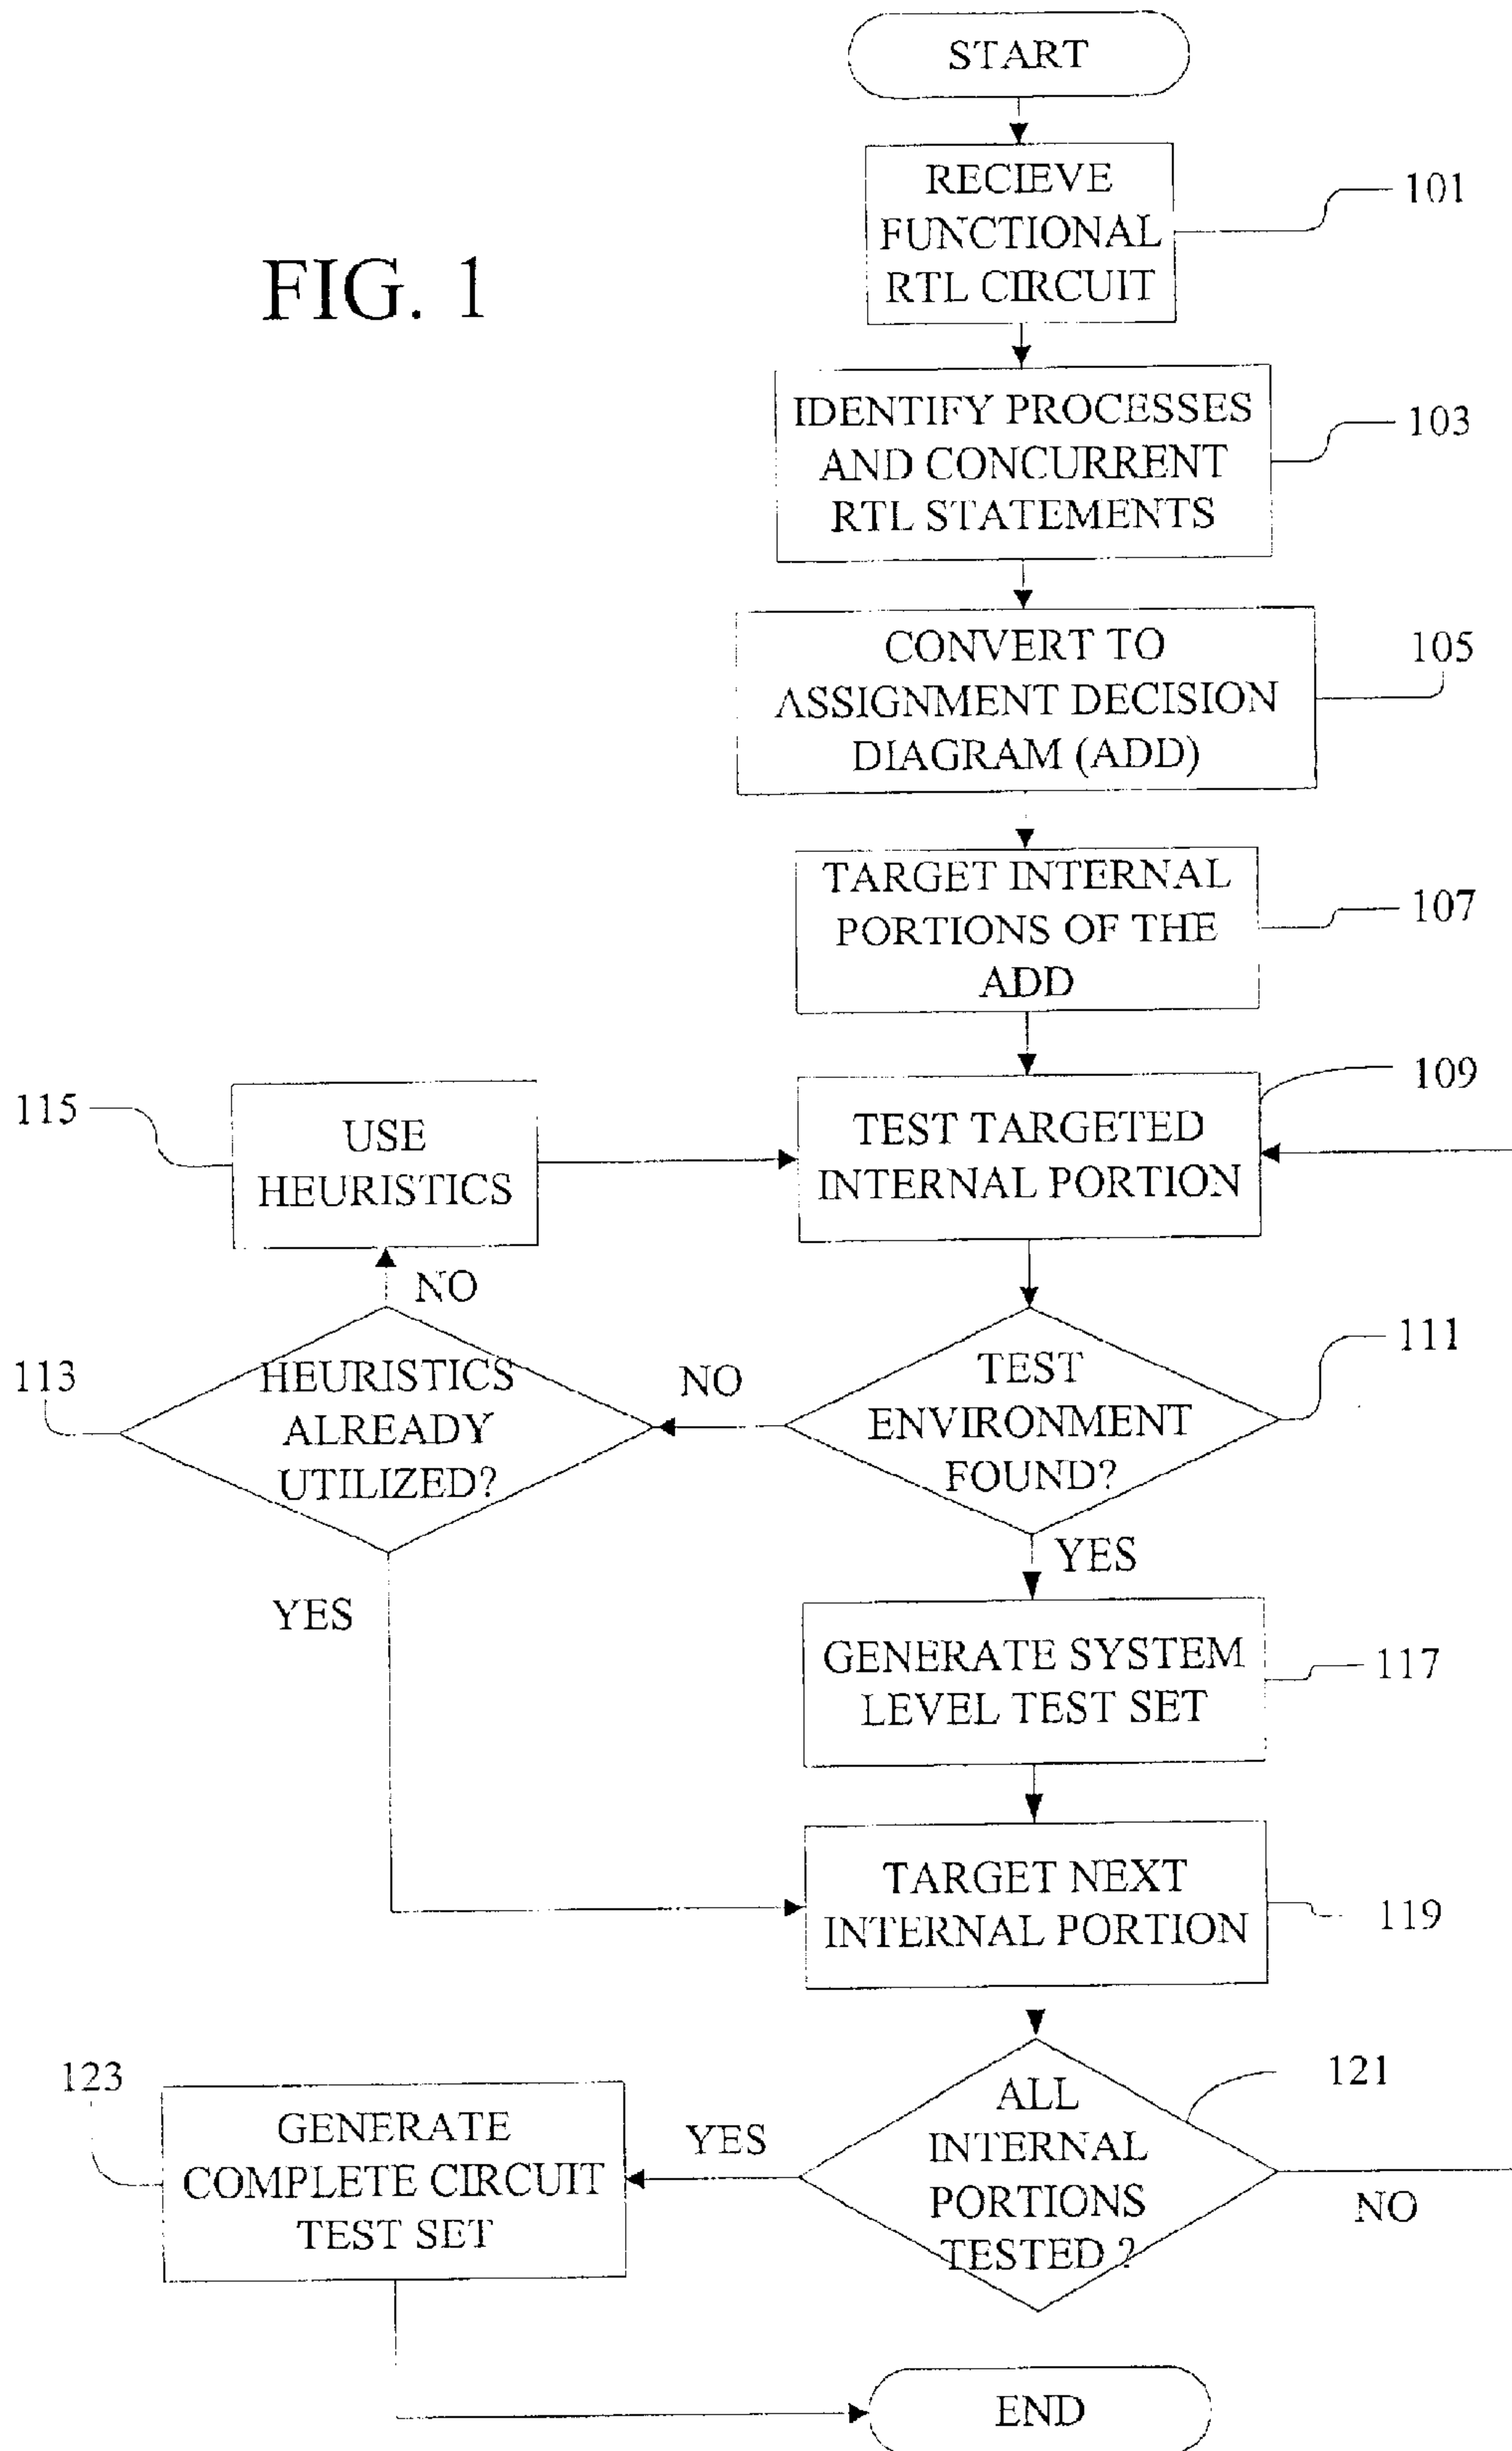 START
RECIEVE
FUNCTIONAL
RTL CIRCUIT
101
FIG. 1
IDENTIFY PROCESSES
AND CONCURRENT
RTL STATEMENTS
103
CONVERT TO
ASSIGNMENT DECISION
DIAGRAM (ADD)
105
TARGET INTERNAL
PORTIONS OF THE
ADD
107
115
USE
HEURISTICS
TEST TARGETED
INTERNAL PORTION
109
NO
113
HEURISTICS
ALREADY
UTILIZED?
NO
TEST
ENVIRONMENT
FOUND?
111
YES
YES
GENERATE SYSTEM
LEVEL TEST SET
117
TARGET NEXT
INTERNAL PORTION
119
123
GENERATE
COMPLETE CIRCUIT
TEST SET
YES
ALL
INTERNAL
PORTIONS
TESTED ?
121
NO
END